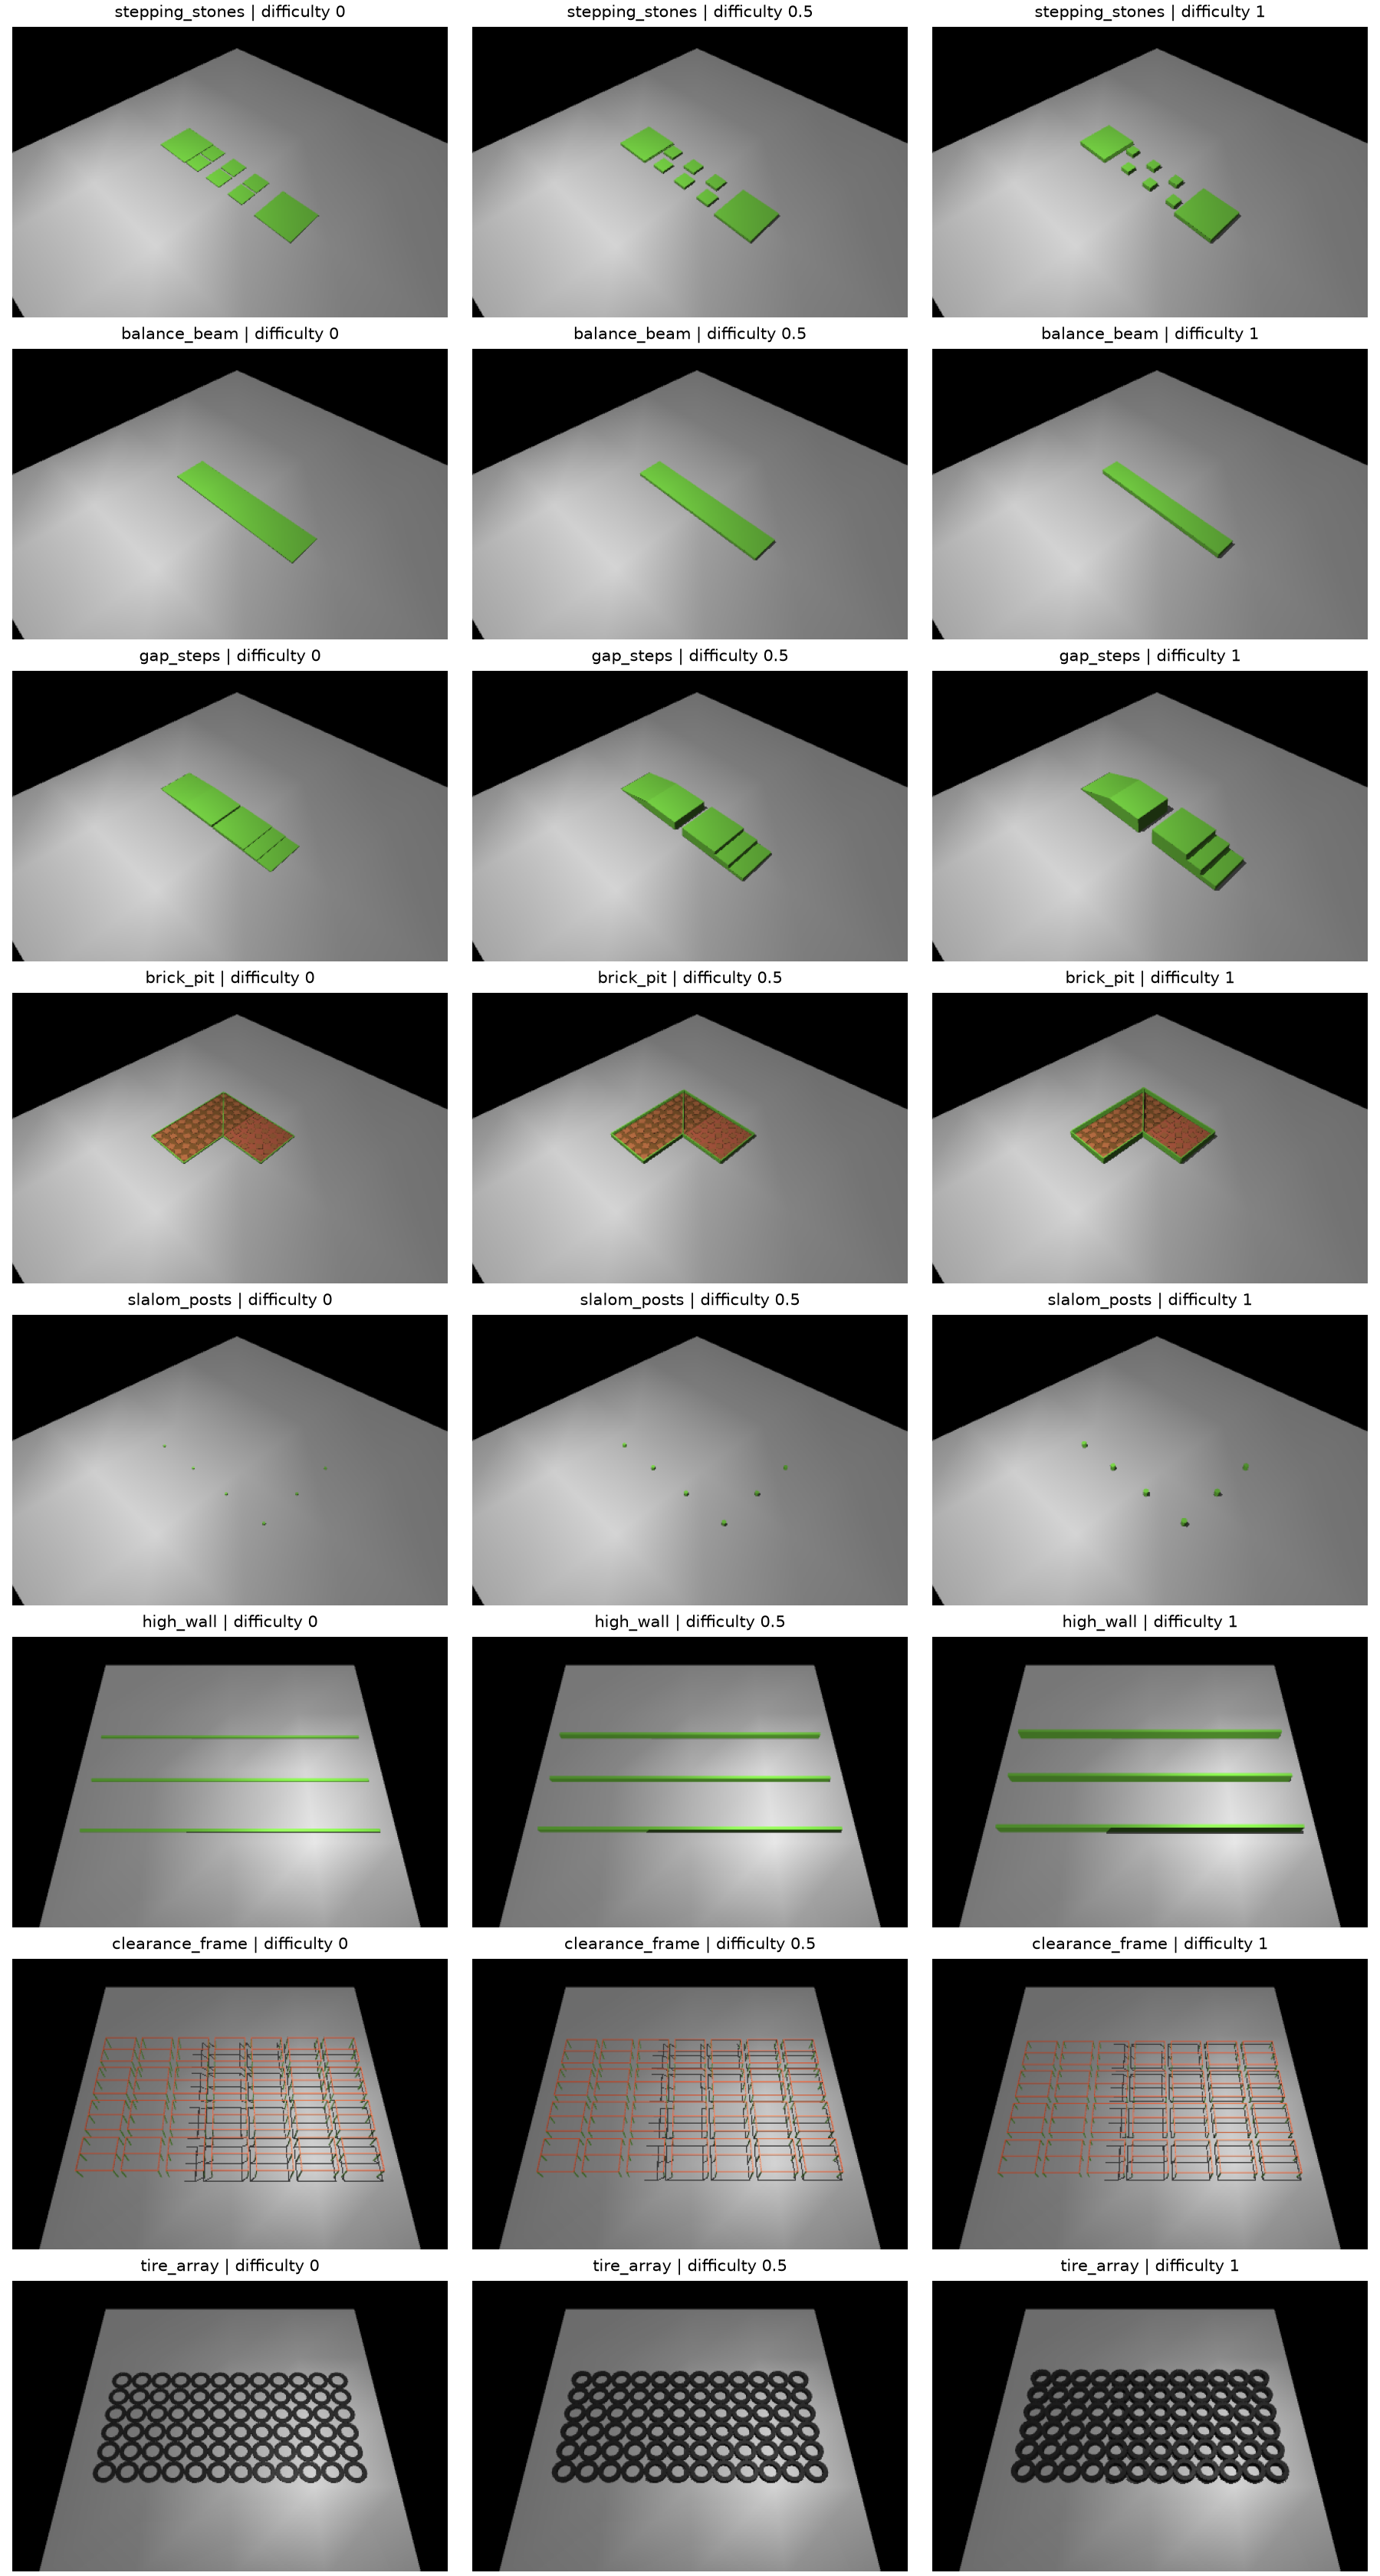 stepping_stones | difficulty 0
stepping_stones | difficulty 0.5
stepping_stones | difficulty 1
balance_beam | difficulty 0
balance_beam | difficulty 0.5
balance_beam | difficulty 1
gap_steps | difficulty 0
gap_steps | difficulty 0.5
gap_steps | difficulty 1
brick_pit | difficulty 0
brick_pit | difficulty 0.5
brick_pit | difficulty 1
slalom_posts | difficulty 0
slalom_posts | difficulty 0.5
slalom_posts | difficulty 1
high_wall | difficulty 0
high_wall | difficulty 0.5
high_wall | difficulty 1
clearance_frame | difficulty 0
clearance_frame | difficulty 0.5
clearance_frame | difficulty 1
tire_array | difficulty 0
tire_array | difficulty 0.5
tire_array | difficulty 1